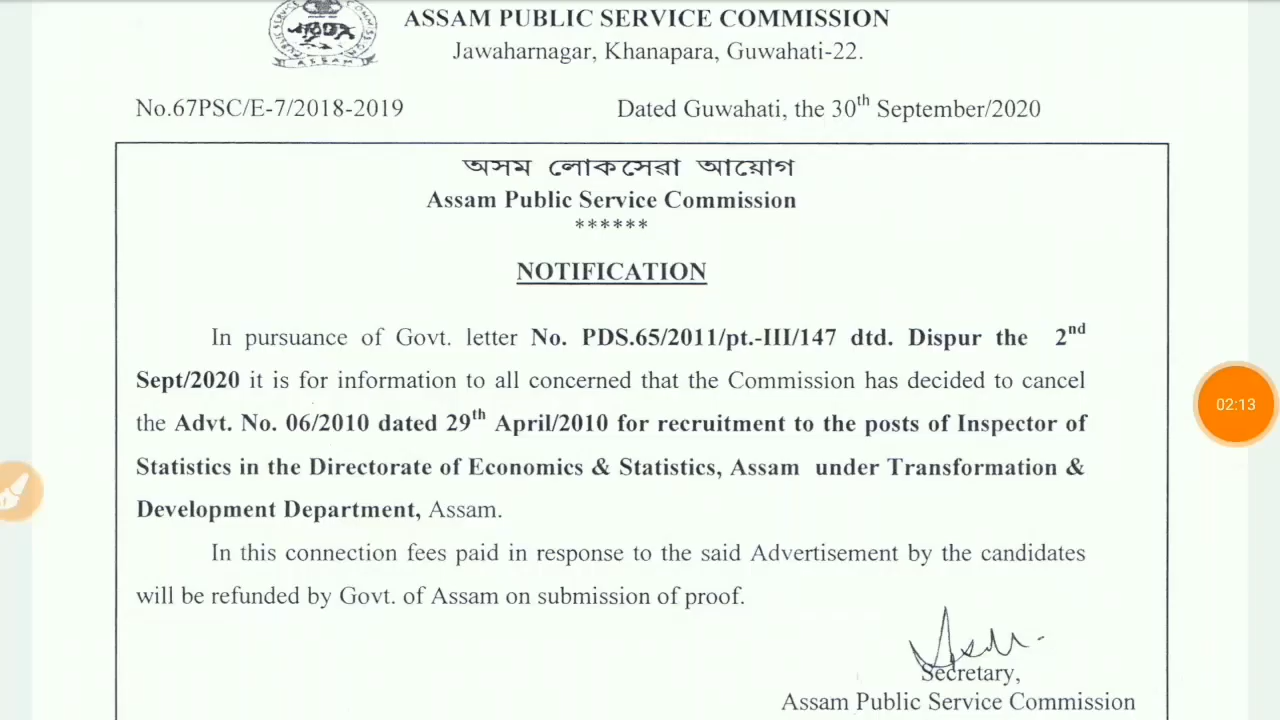 ASSAM PUBLIC SERVICE COMMISSION
Jawaharnagar, Khanapara, Guwahati-22.
No.67PSC/E-7/2018-2019 Dated Guwahati, the 30th September/2020
অসম লোকসেৱা আয়োগ
Assam Public Service Commission
******
NOTIFICATION
In pursuance of Govt. letter No. PDS.65/2011/pt.-III/147 dtd. Dispur the 2nd
Sept/2020 it is for information to all concerned that the Commission has decided to cancel
the Advt. No. 06/2010 dated 29th April/2010 for recruitment to the posts of Inspector of
Statistics in the Directorate of Economics & Statistics, Assam under Transformation &
Development Department, Assam.
In this connection fees paid in response to the said Advertisement by the candidates
will be refunded by Govt. of Assam on submission of proof.
Secretary,
Assam Public Service Commission
ASSAM
02:13